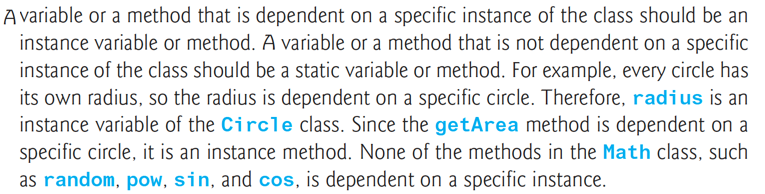 A variable or a method that is dependent on a specific instance of the class should be an
instance variable or method. A variable or a method that is not dependent on a specific
instance of the class should be a static variable or method. For example, every circle has
its own radius, so the radius is dependent on a specific circle. Therefore, radius is an
instance variable of the Circle class. Since the getArea method is dependent on a
specific circle, it is an instance method. None of the methods in the Math class, such
as random, pow, sin, and cos, is dependent on a specific instance.